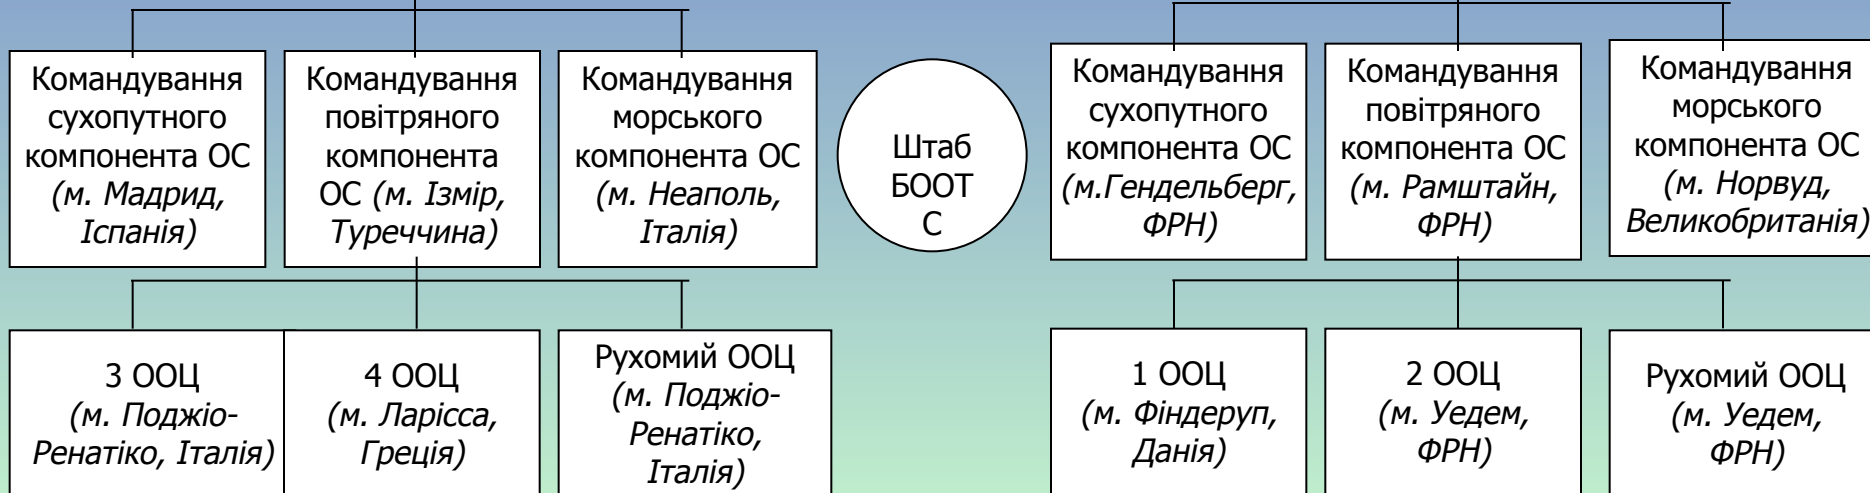 Командування
сухопутного
компонента ОС
(м. Мадрид,
Іспанія)
Командування
повітряного
компонента
ОС (м. Ізмір,
Туреччина)
Командування
морського
компонента ОС
(м. Неаполь,
Італія)
Штаб
БООТ
С
Командування
сухопутного
компонента ОС
(м.Гендельберг,
ФРН)
Командування
повітряного
компонента ОС
(м. Рамштайн,
ФРН)
Командування
морського
компонента ОС
(м. Норвуд,
Великобританія)
3 ООЦ
(м. Поджіо-
Ренатіко, Італія)
4 ООЦ
(м. Ларісса,
Греція)
Рухомий ООЦ
(м. Поджіо-
Ренатіко,
Італія)
1 ООЦ
(м. Фіндеруп,
Данія)
2 ООЦ
(м. Уедем,
ФРН)
Рухомий ООЦ
(м. Уедем,
ФРН)